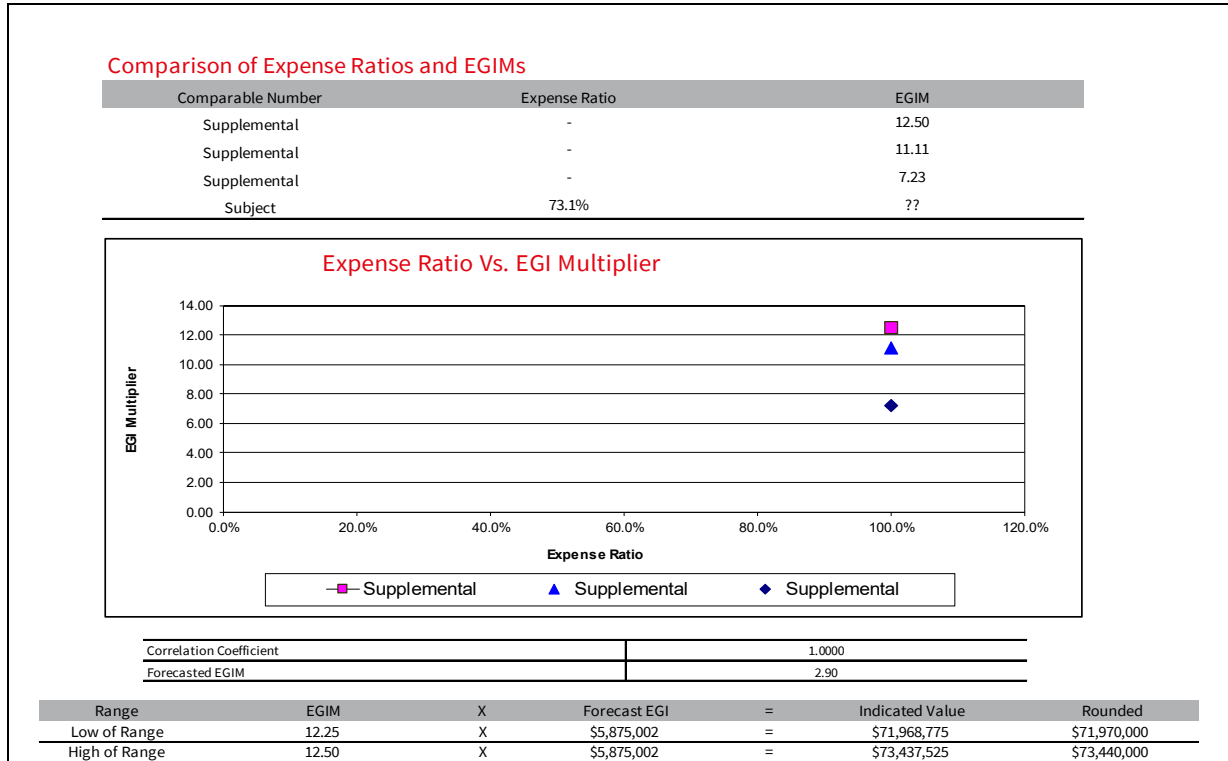 Comparison of Expense Ratios and EGIMs
Comparable Number Expense Ratio EGIM
Supplemental - 12.50
Supplemental - 11.11
Supplemental - 7.23
Subject 73.1% ??
Expense Ratio Vs. EGI Multiplier
14.00
12.00
10.00
8.00
6.00
4.00
2.00
0.00
EGI Multiplier
0.0% 20.0% 40.0% 60.0% 80.0% 100.0% 120.0%
Expense Ratio
Supplemental Supplemental Supplemental
Correlation Coefficient 1.0000
Forecasted EGIM 2.90
Range EGIM X Forecast EGI = Indicated Value Rounded
Low of Range 12.25 X $5,875,002 = $71,968,775 $71,970,000
High of Range 12.50 X $5,875,002 = $73,437,525 $73,440,000